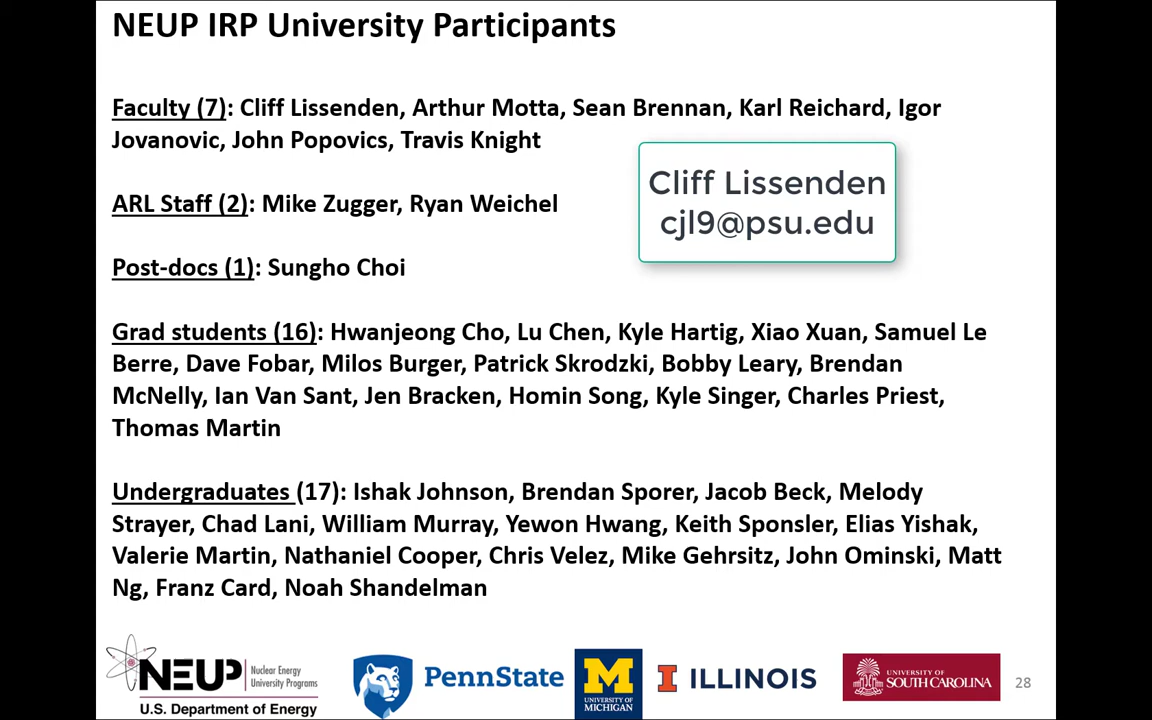 NEUP IRP University Participants
Faculty (7): Cliff Lissenden, Arthur Motta, Sean Brennan, Karl Reichard, Igor
Jovanovic, John Popovics, Travis Knight
Cliff Lissenden
cjl9@psu.edu
ARL Staff (2): Mike Zugger, Ryan Weichel
Post-docs (1): Sungho Choi
Grad students (16): Hwanjeong Cho, Lu Chen, Kyle Hartig, Xiao Xuan, Samuel Le
Berre, Dave Fobar, Milos Burger, Patrick Skrodzki, Bobby Leary, Brendan
McNelly, Ian Van Sant, Jen Bracken, Homin Song, Kyle Singer, Charles Priest,
Thomas Martin
Undergraduates (17): Ishak Johnson, Brendan Sporer, Jacob Beck, Melody
Strayer, Chad Lani, William Murray, Yewon Hwang, Keith Sponsler, Elias Yishak,
Valerie Martin, Nathaniel Cooper, Chris Velez, Mike Gehrsitz, John Ominski, Matt
Ng, Franz Card, Noah Shandelman
NEUP
Nuclear Energy
University Programs
U.S. Department of Energy
PennState
M
UNIVERSITY OF
MICHIGAN
I ILLINOIS
UNIVERSITY OF
SOUTH CAROLINA
28